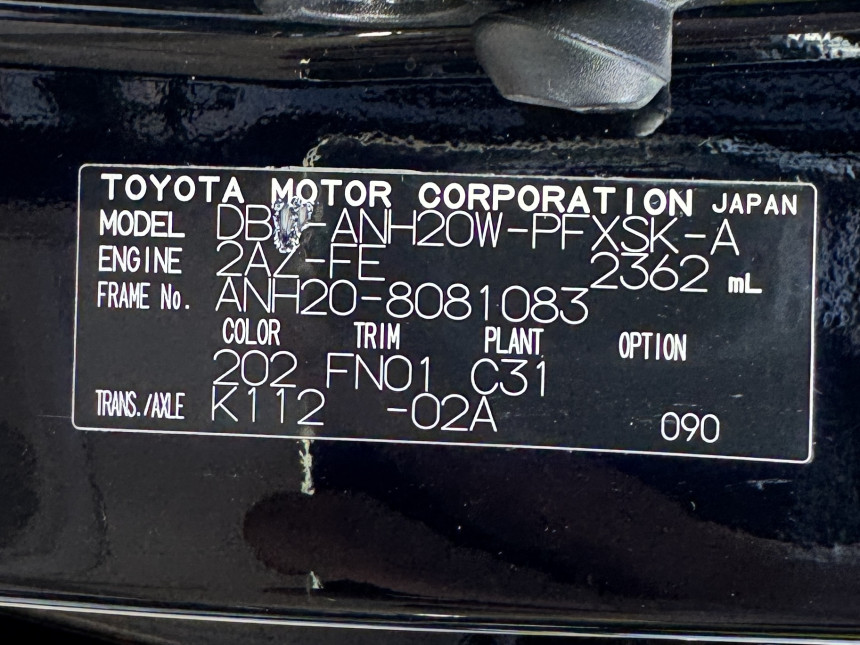 TOYOTA MOTOR CORPORATION JAPAN
MODEL ANH20W-PFXSK-A
ENGINE 2AZ-FE 2362 mL
FRAME No. ANH20-8081083
COLOR TRIM PLANT OPTION
202 FN01 C31
TRANS./AXLE K112 -02A 090